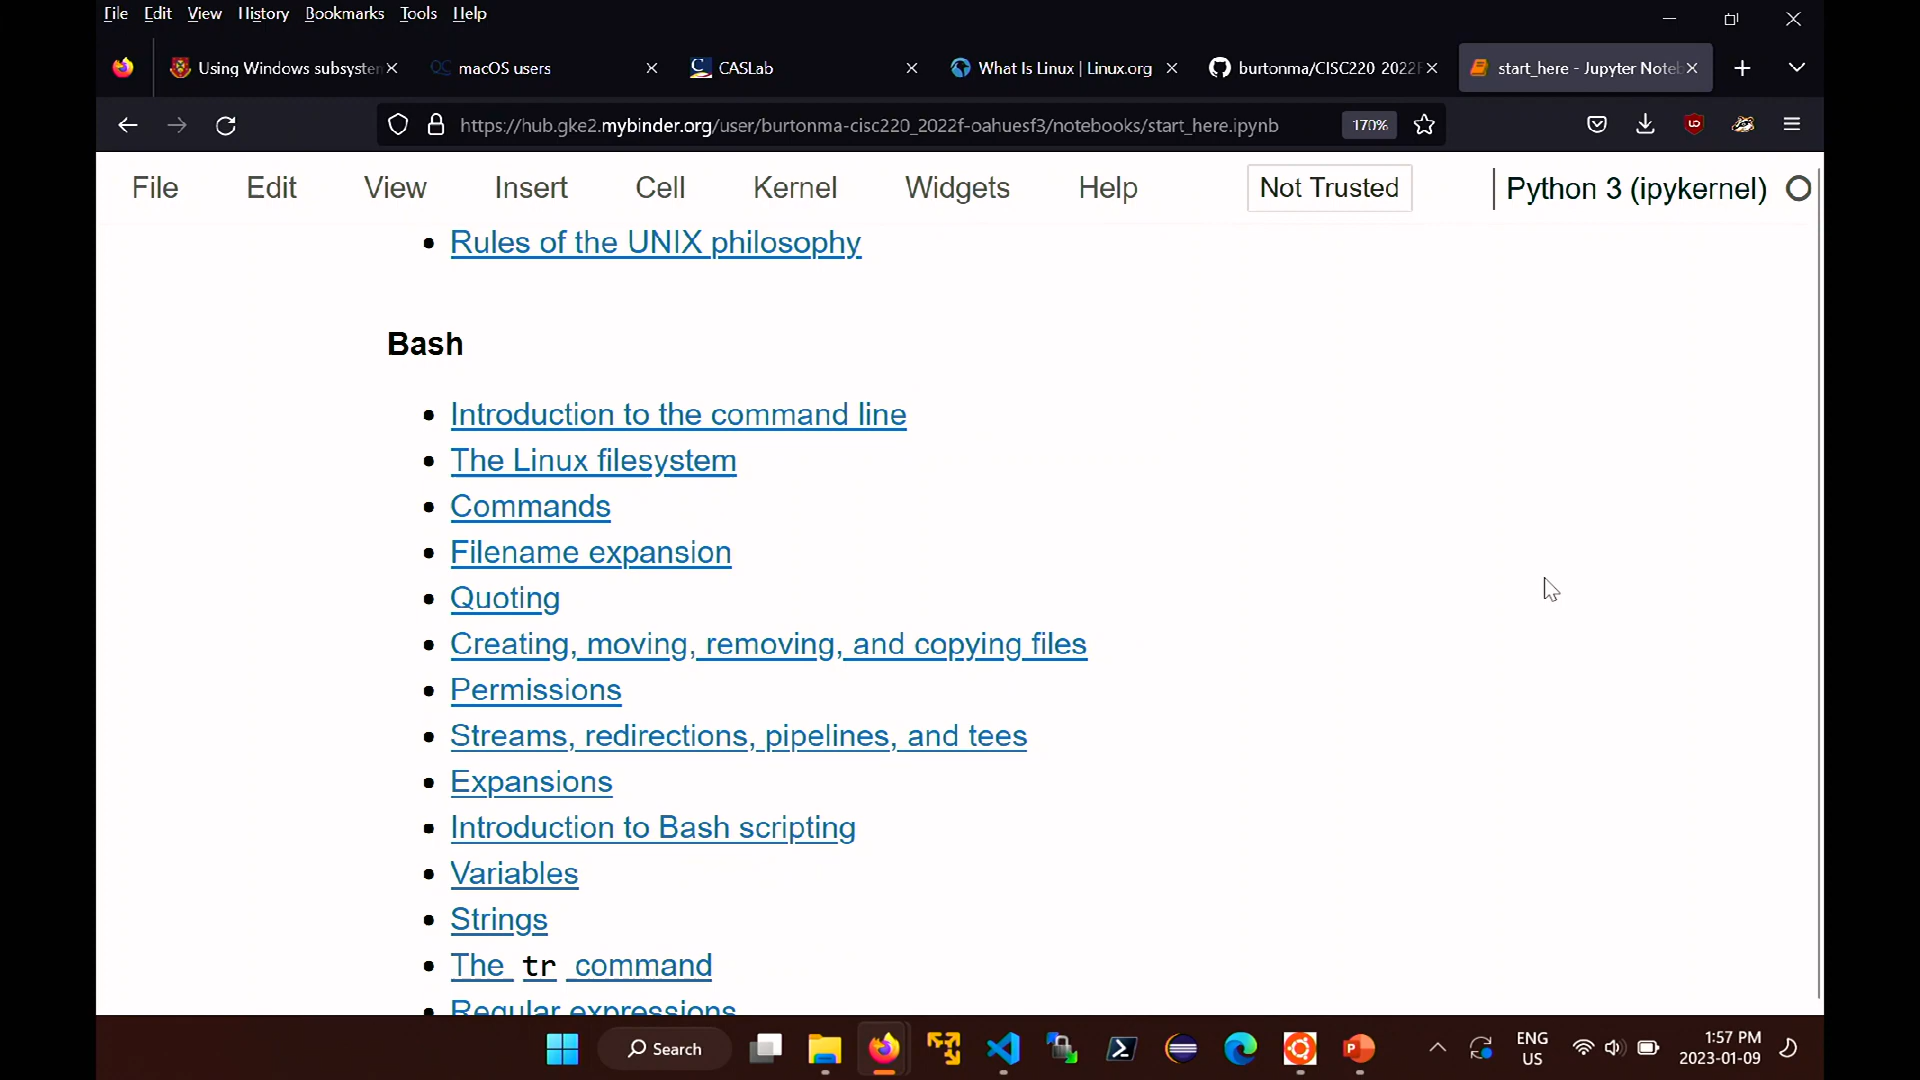 File Edit View History Bookmarks Tools Help
Using Windows subsyste
macOS users
CASLab
What Is Linux | Linux.org
burtonma/CISC220 2022F
start_here - Jupyter Note
https://hub.gke2.mybinder.org/user/burtonma-cisc220_2022f-oahuesf3/notebooks/start_here.ipynb
170%
File Edit View Insert Cell Kernel Widgets Help
Not Trusted
Python 3 (ipykernel)
Rules of the UNIX philosophy
Bash
Introduction to the command line
The Linux filesystem
Commands
Filename expansion
Quoting
Creating, moving, removing, and copying files
Permissions
Streams, redirections, pipelines, and tees
Expansions
Introduction to Bash scripting
Variables
Strings
The tr command
Regular expressions
Search
ENG
US
1:57 PM
2023-01-09